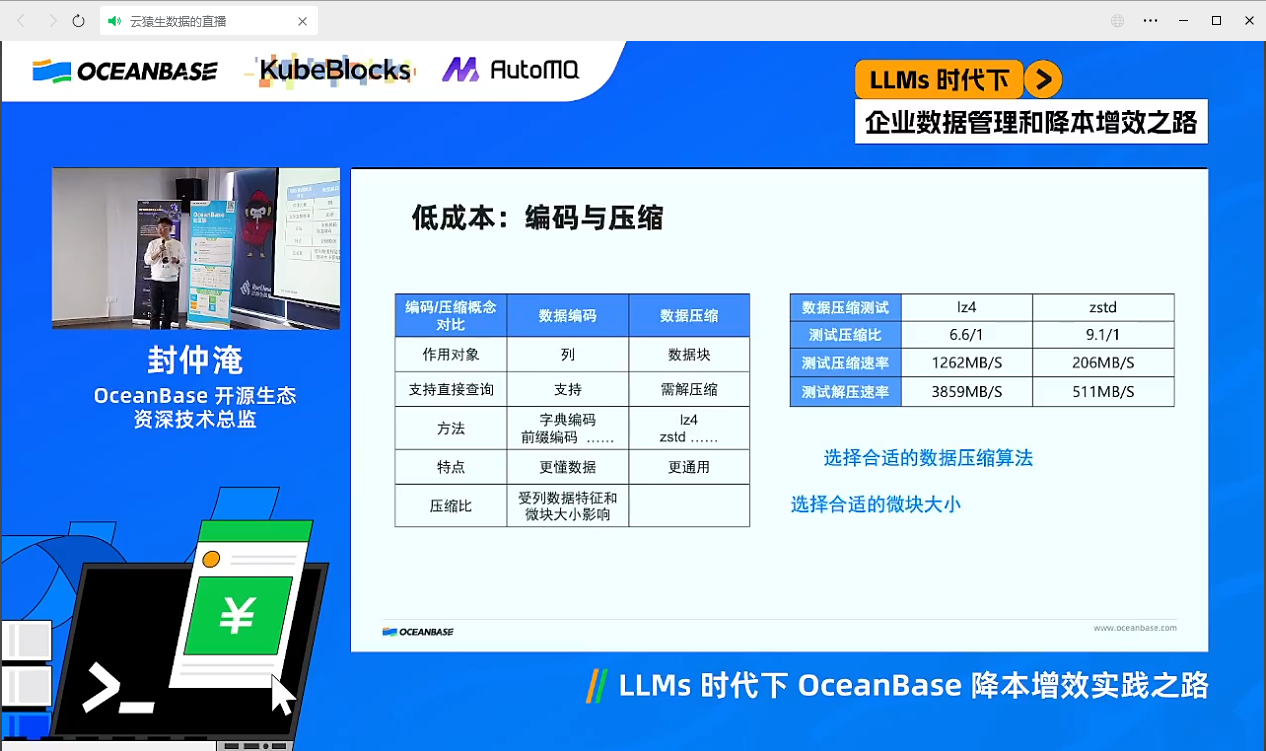 云猿生数据的直播
OCEANBASE
KubeBlocks
AutoMQ
LLMs 时代下
企业数据管理和降本增效之路
封仲淹
OceanBase 开源生态
资深技术总监
低成本：编码与压缩
编码/压缩概念
对比
数据编码
数据压缩
作用对象
列
数据块
支持直接查询
支持
需解压缩
方法
字典编码
前缀编码 ……
lz4
zstd ……
特点
更懂数据
更通用
压缩比
受列数据特征和
微块大小影响
数据压缩测试
lz4
zstd
测试压缩比
6.6/1
9.1/1
测试压缩速率
1262MB/S
206MB/S
测试解压速率
3859MB/S
511MB/S
选择合适的数据压缩算法
选择合适的微块大小
OCEANBASE
www.oceanbase.com
¥
>_
// LLMs 时代下 OceanBase 降本增效实践之路